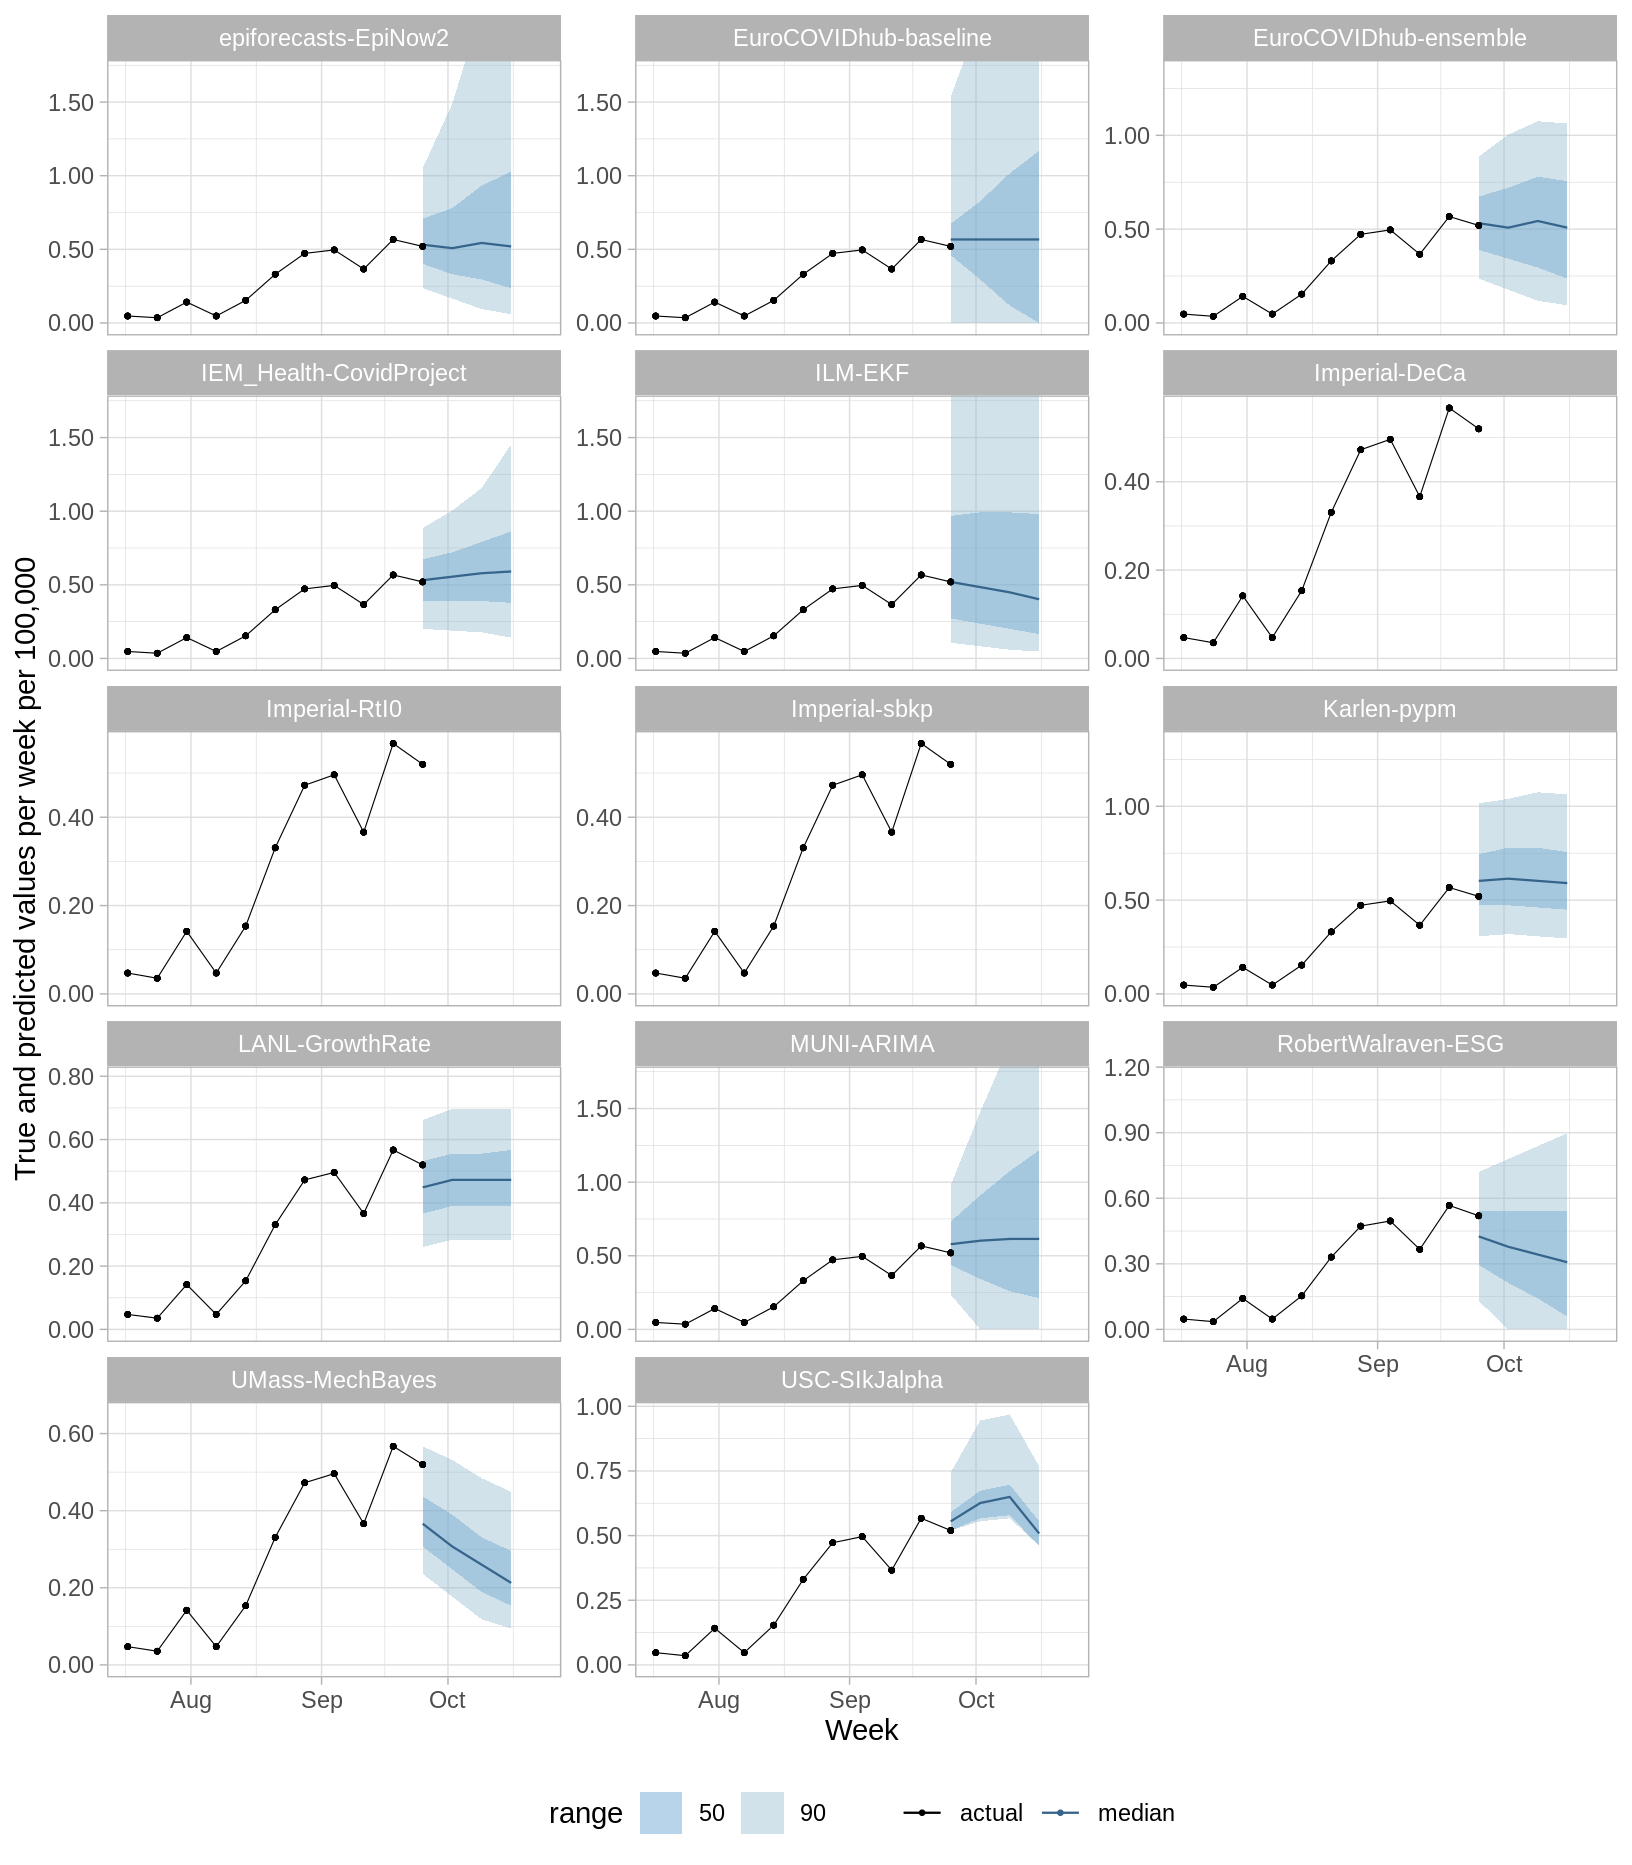 epiforecasts-EpiNow2
EuroCOVIDhub-baseline
EuroCOVIDhub-ensemble
1.50
1.00
0.50
0.00
1.50
1.00
0.50
0.00
1.00
0.50
0.00
IEM_Health-CovidProject
ILM-EKF
Imperial-DeCa
1.50
1.00
0.50
0.00
1.50
1.00
0.50
0.00
0.40
0.20
0.00
Imperial-RtI0
Imperial-sbkp
Karlen-pypm
0.40
0.20
0.00
0.40
0.20
0.00
1.00
0.50
0.00
LANL-GrowthRate
MUNI-ARIMA
RobertWalraven-ESG
0.80
0.60
0.40
0.20
0.00
1.50
1.00
0.50
0.00
1.20
0.90
0.60
0.30
0.00
Aug Sep Oct
UMass-MechBayes
USC-SIkJalpha
0.60
0.40
0.20
0.00
1.00
0.75
0.50
0.25
0.00
Aug Sep Oct
Aug Sep Oct
True and predicted values per week per 100,000
Week
range 50 90 actual median